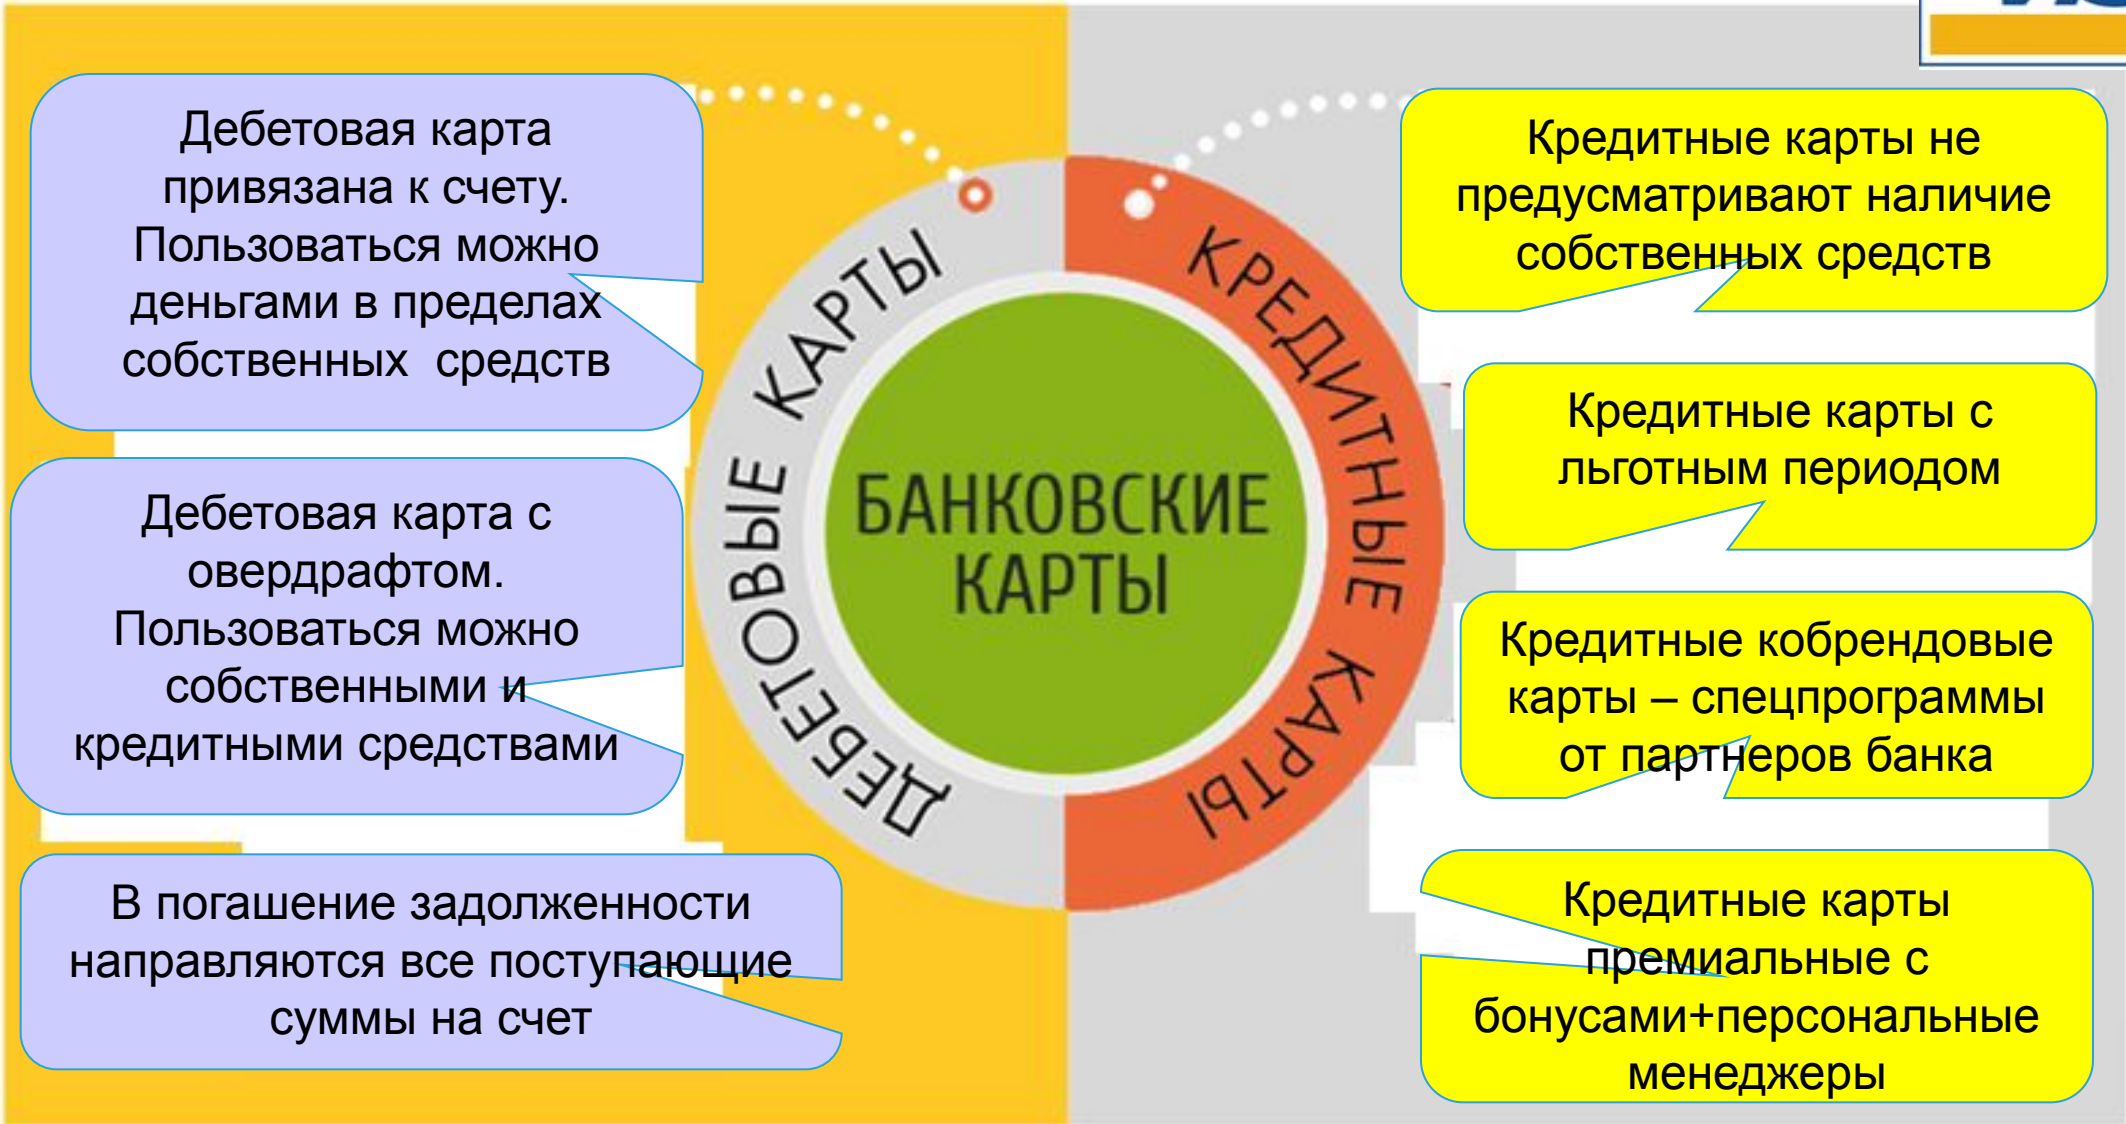 Дебетовая карта
привязана к счету.
Пользоваться можно
деньгами в пределах
собственных средств
Дебетовая карта с
овердрафтом.
Пользоваться можно
собственными и
кредитными средствами
В погашение задолженности
направляются все поступающие
суммы на счет
ДЕБЕТОВЫЕ КАРТЫ
БАНКОВСКИЕ
КАРТЫ
КРЕДИТНЫЕ КАРТЫ
Кредитные карты не
предусматривают наличие
собственных средств
Кредитные карты с
льготным периодом
Кредитные кобрендовые
карты – спецпрограммы
от партнеров банка
Кредитные карты
премиальные с
бонусами+персональные
менеджеры